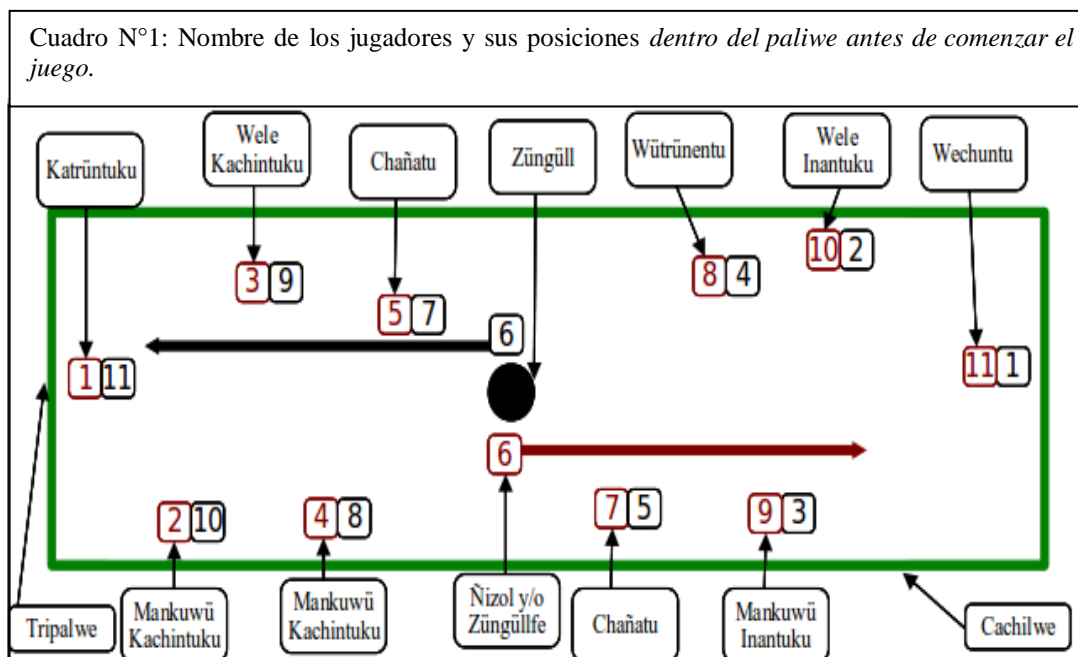 Cuadro N°1: Nombre de los jugadores y sus posiciones dentro del paliwe antes de comenzar el
juego.
Katrüntuku
Wele
Kachintuku
Chañatu
Züngüll
Wütrünentu
Wele
Inantuku
Wechuntu
10 2
3 9
8 4
5 7
6
1 11
11 1
6
2 10
4 8
7 5
9 3
Tripalwe
Mankuwü
Kachintuku
Mankuwü
Kachintuku
Ñizol y/o
Züngüllfe
Chañatu
Mankuwü
Inantuku
Cachilwe